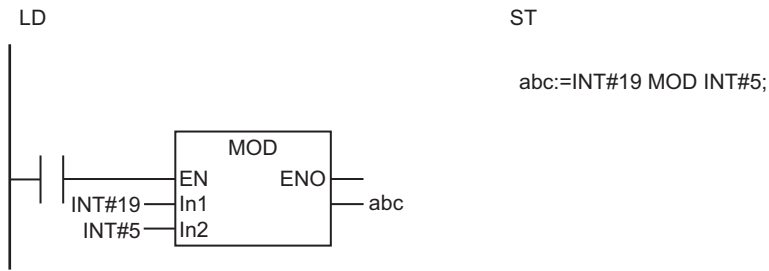 LD
ST
abc:=INT#19 MOD INT#5;
MOD
EN ENO
INT#19 In1 abc
INT#5 In2